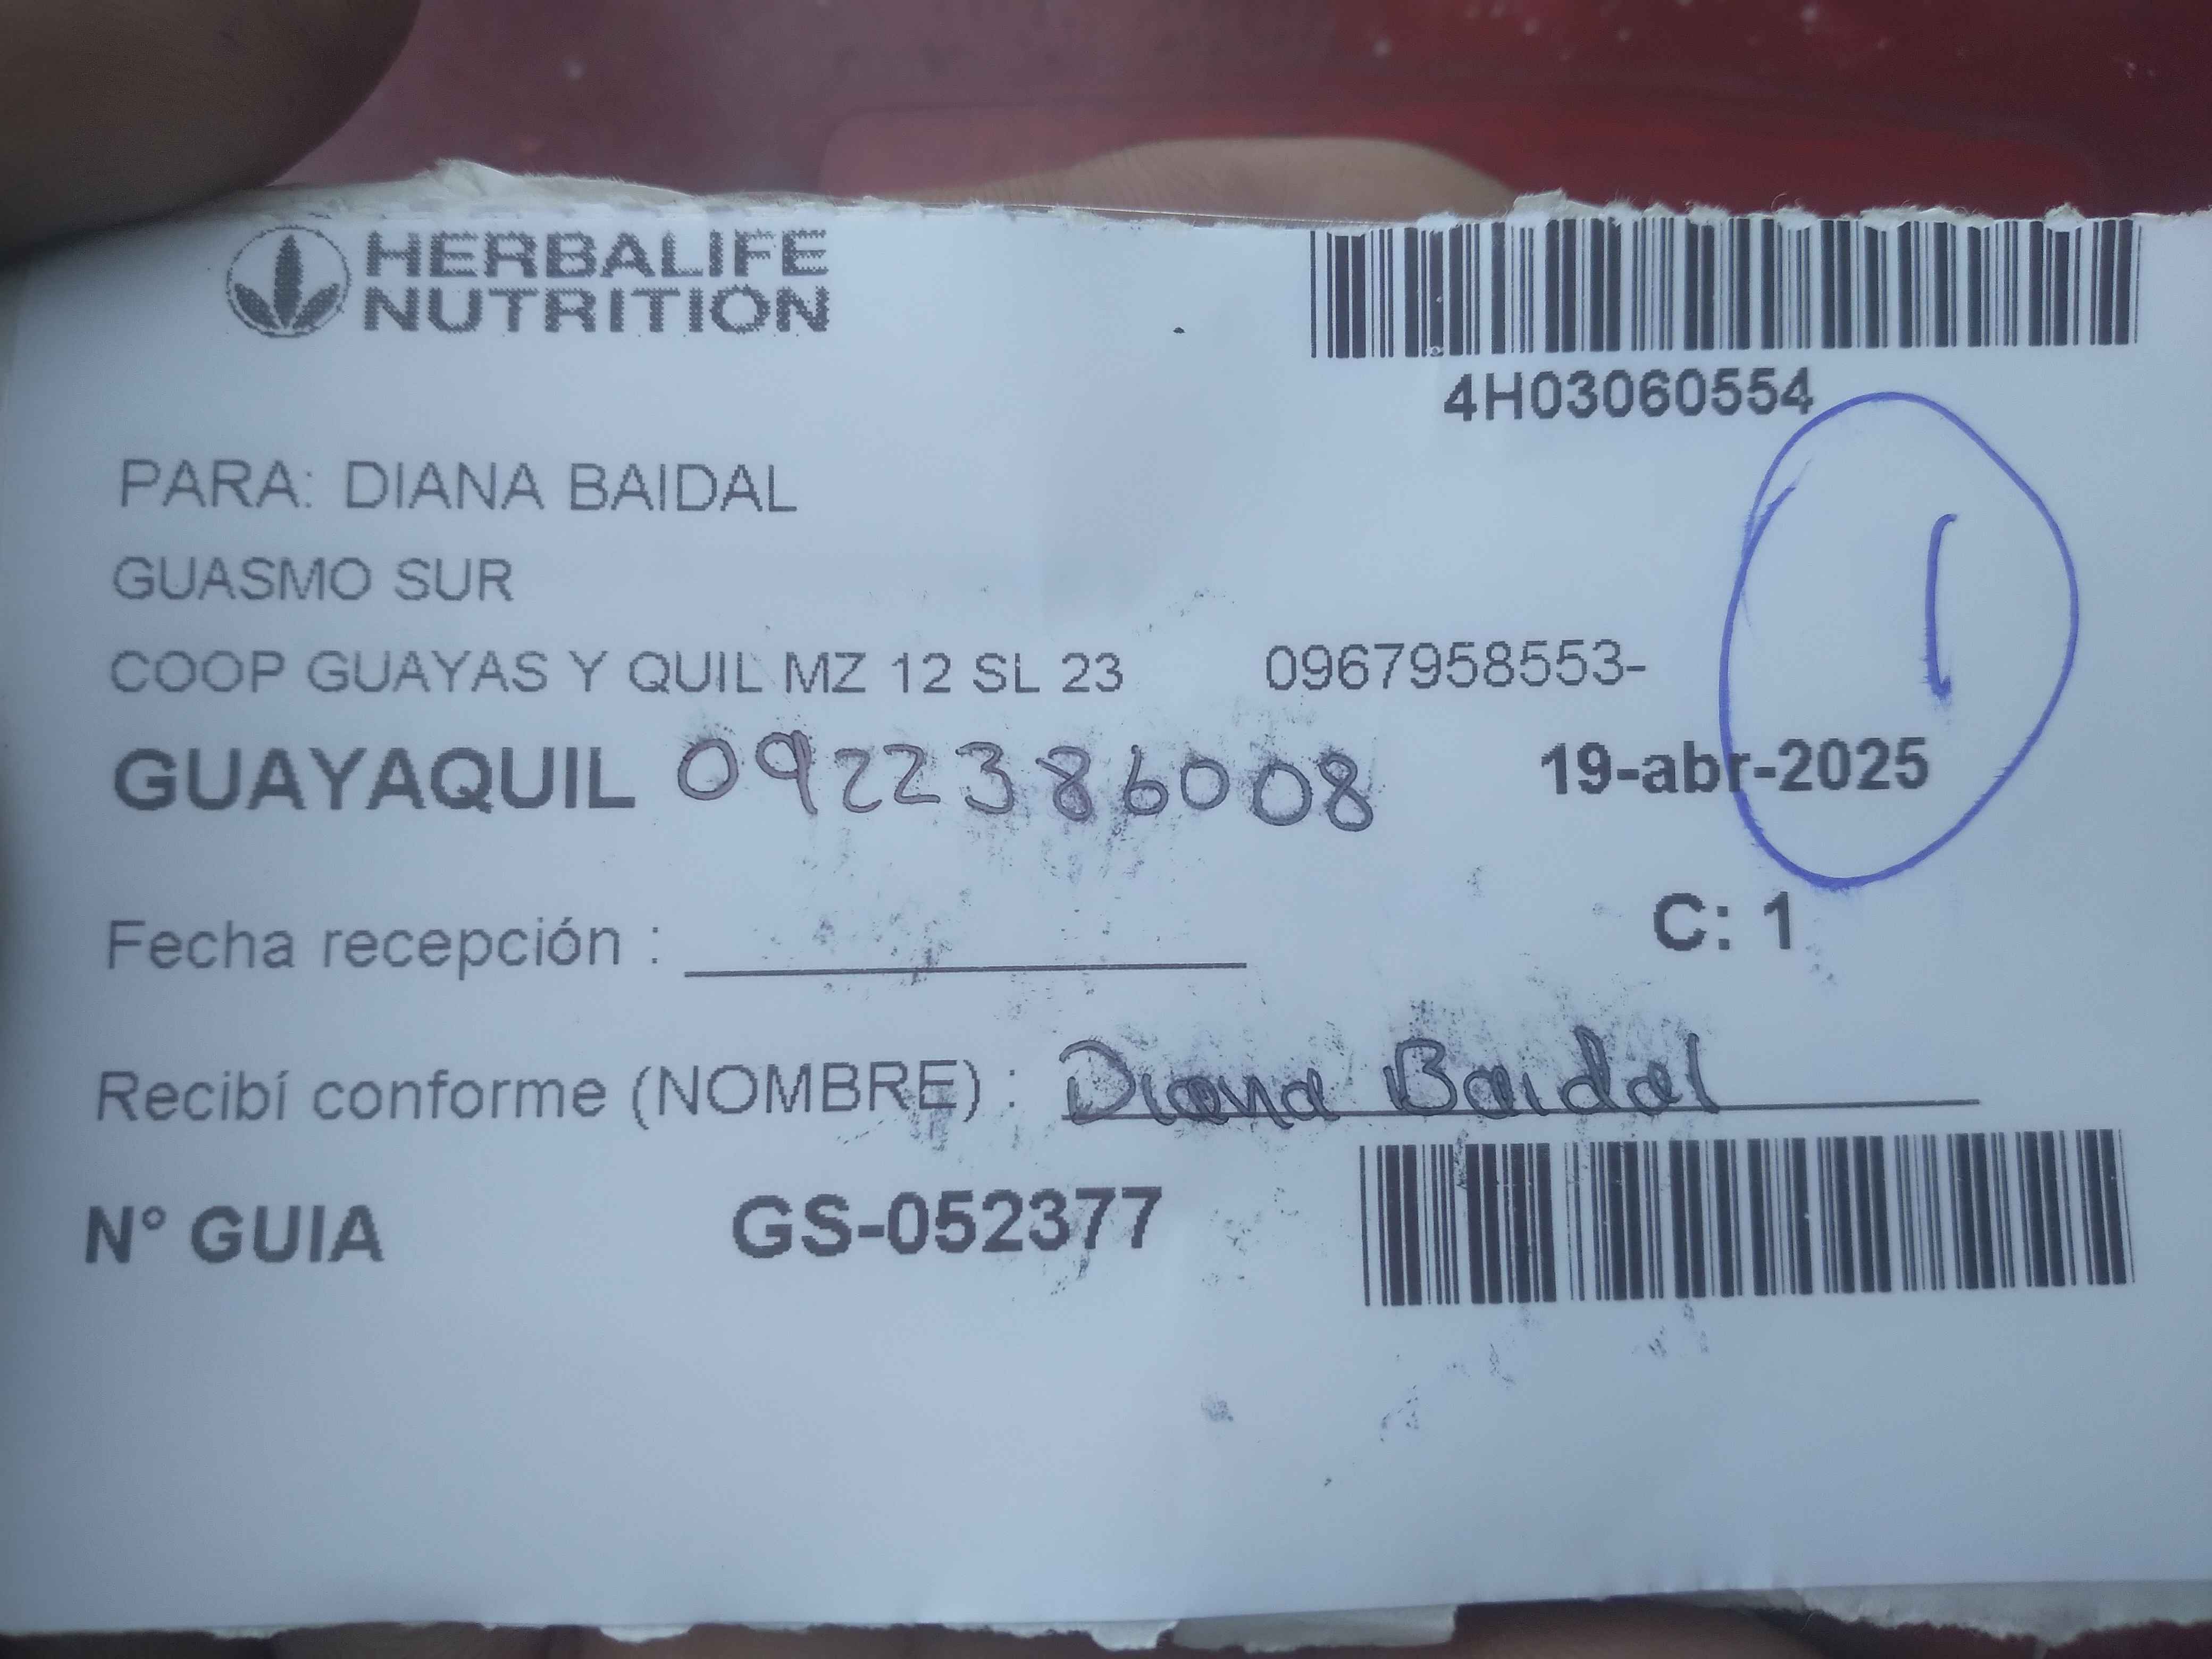 HERBALIFE
NUTRITION
4H03060554
PARA: DIANA BAIDAL
GUASMO SUR
COOP GUAYAS Y QUIL MZ 12 SL 23 0967958553-
1
GUAYAQUIL 0922386008 19-abr-2025
C: 1
Fecha recepción :
Recibí conforme (NOMBRE) : Diana Baidal
N° GUIA GS-052377